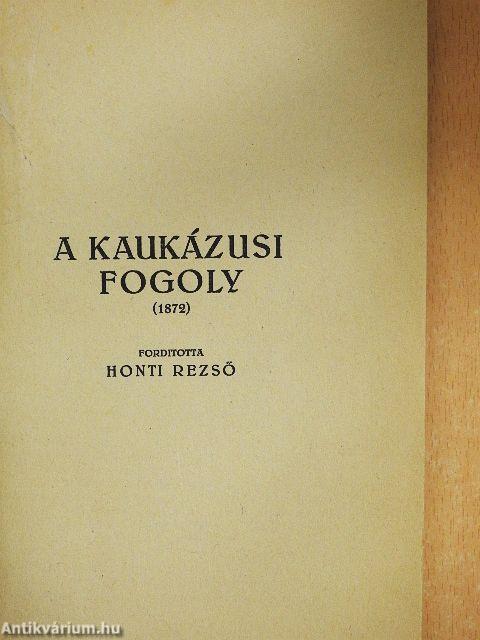 A KAUKÁZUSI
FOGOLY
(1872)
FORDITOTTA
HONTI REZSŐ
Antikvárium.hu